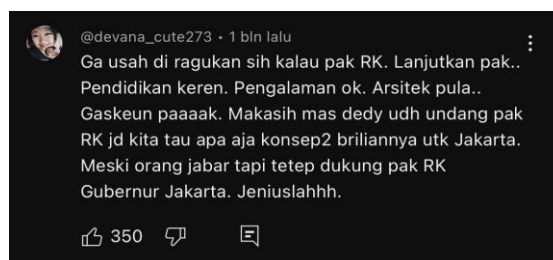 @devana_cute273 • 1 bln lalu
Ga usah di ragukan sih kalau pak RK. Lanjutkan pak..
Pendidikan keren. Pengalaman ok. Arsitek pula..
Gaskeun paaaak. Makasih mas dedy udh undang pak
RK jd kita tau apa aja konsep2 briliannya utk Jakarta.
Meski orang jabar tapi tetep dukung pak RK
Gubernur Jakarta. Jeniuslahhh.
350